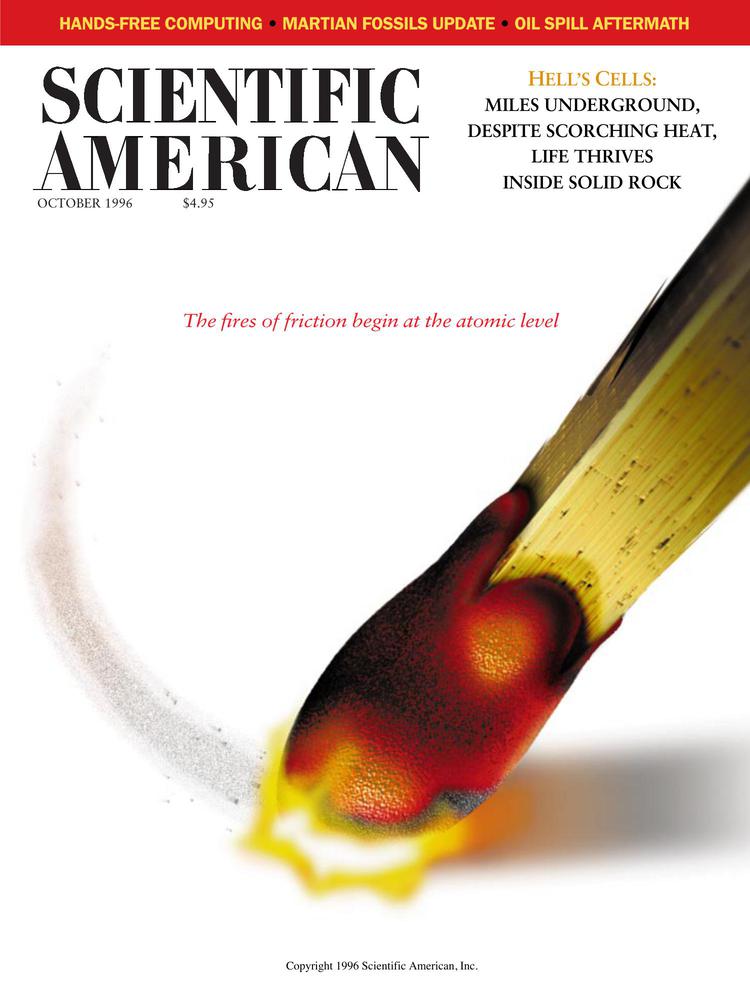 HANDS-FREE COMPUTING • MARTIAN FOSSILS UPDATE • OIL SPILL AFTERMATH
SCIENTIFIC
AMERICAN
OCTOBER 1996 $4.95
HELL'S CELLS:
MILES UNDERGROUND,
DESPITE SCORCHING HEAT,
LIFE THRIVES
INSIDE SOLID ROCK
The fires of friction begin at the atomic level
Copyright 1996 Scientific American, Inc.